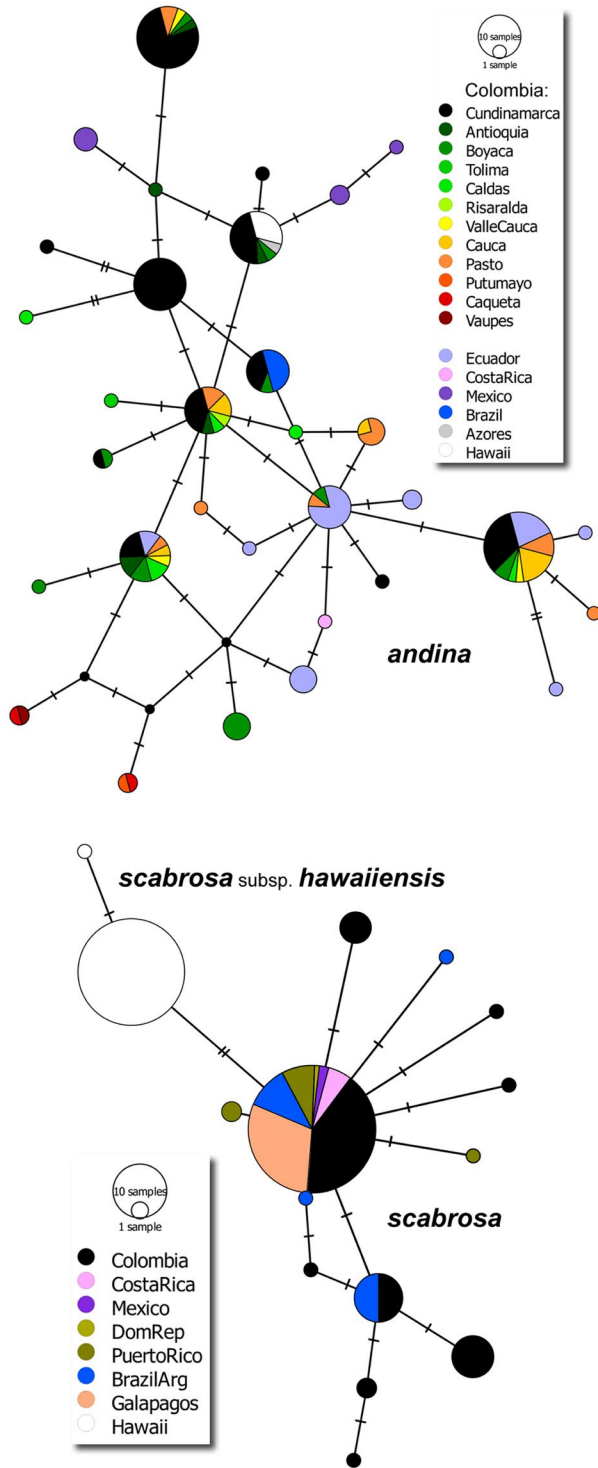 10 samples
1 sample
Colombia:
Cundinamarca
Antioquia
Boyaca
Tolima
Caldas
Risaralda
ValleCauca
Cauca
Pasto
Putumayo
Caqueta
Vaupes
Ecuador
CostaRica
Mexico
Brazil
Azores
Hawaii
andina
scabrosa subsp. hawaiiensis
scabrosa
10 samples
1 sample
Colombia
CostaRica
Mexico
DomRep
PuertoRico
BrazilArg
Galapagos
Hawaii